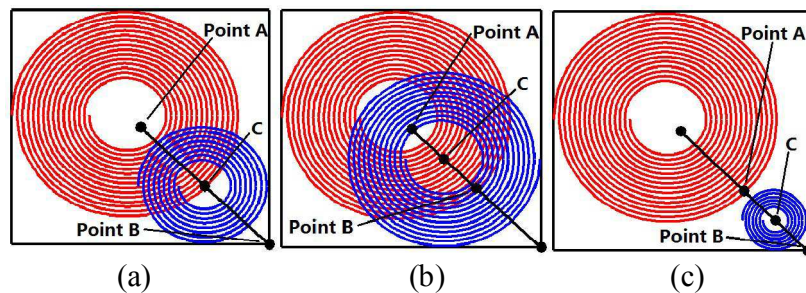 Point A
C
Point B
(a)
Point A
C
Point B
(b)
Point A
C
Point B
(c)